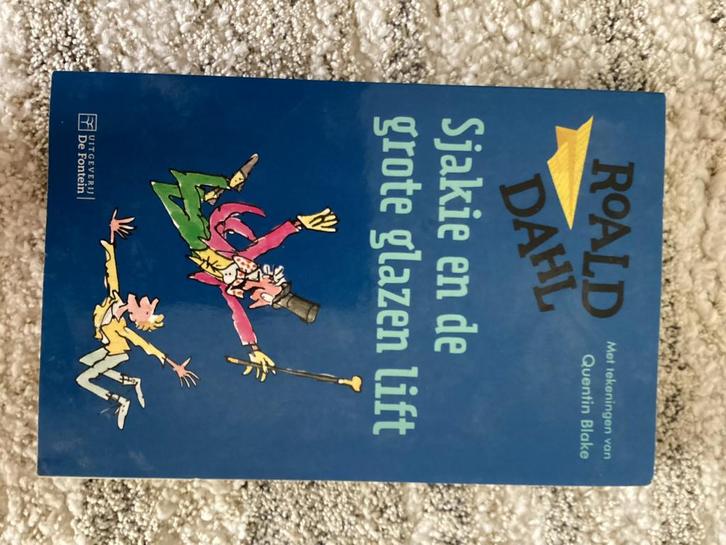 ROALD
DAHL
Met tekeningen van
Quentin Blake
Sjakie en de
grote glazen lift
UITGEVERIJ
De Fontein